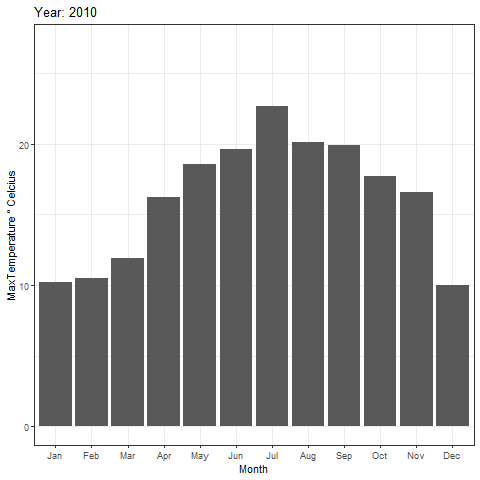 Year: 2010
MaxTemperature " Celcius
20
10
0
Jan Feb Mar Apr May Jun Jul Aug Sep Oct Nov Dec
Month